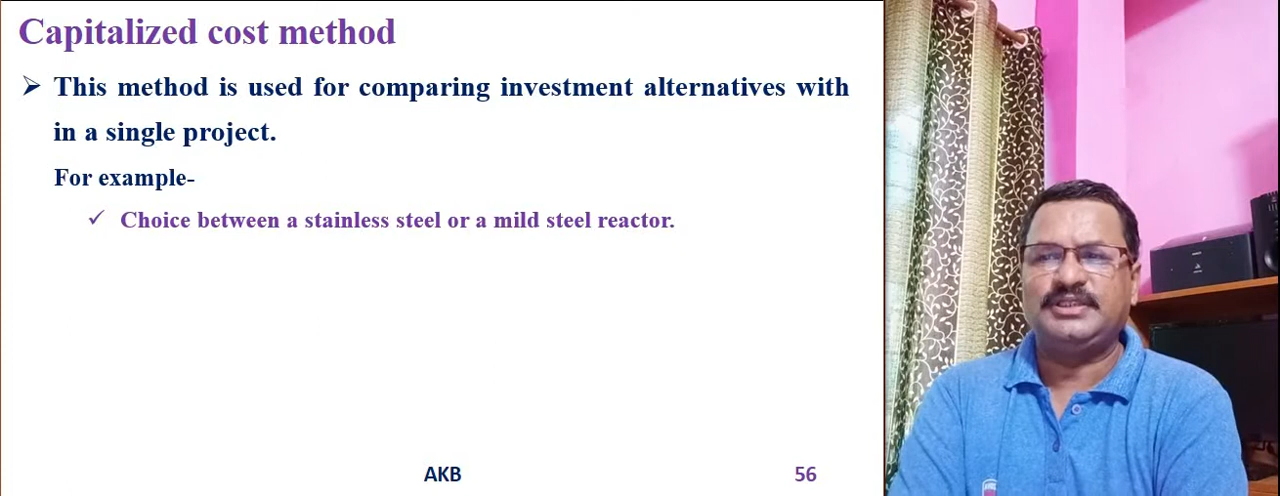 Capitalized cost method
➢ This method is used for comparing investment alternatives with
in a single project.
For example-
✓ Choice between a stainless steel or a mild steel reactor.
AKB
56